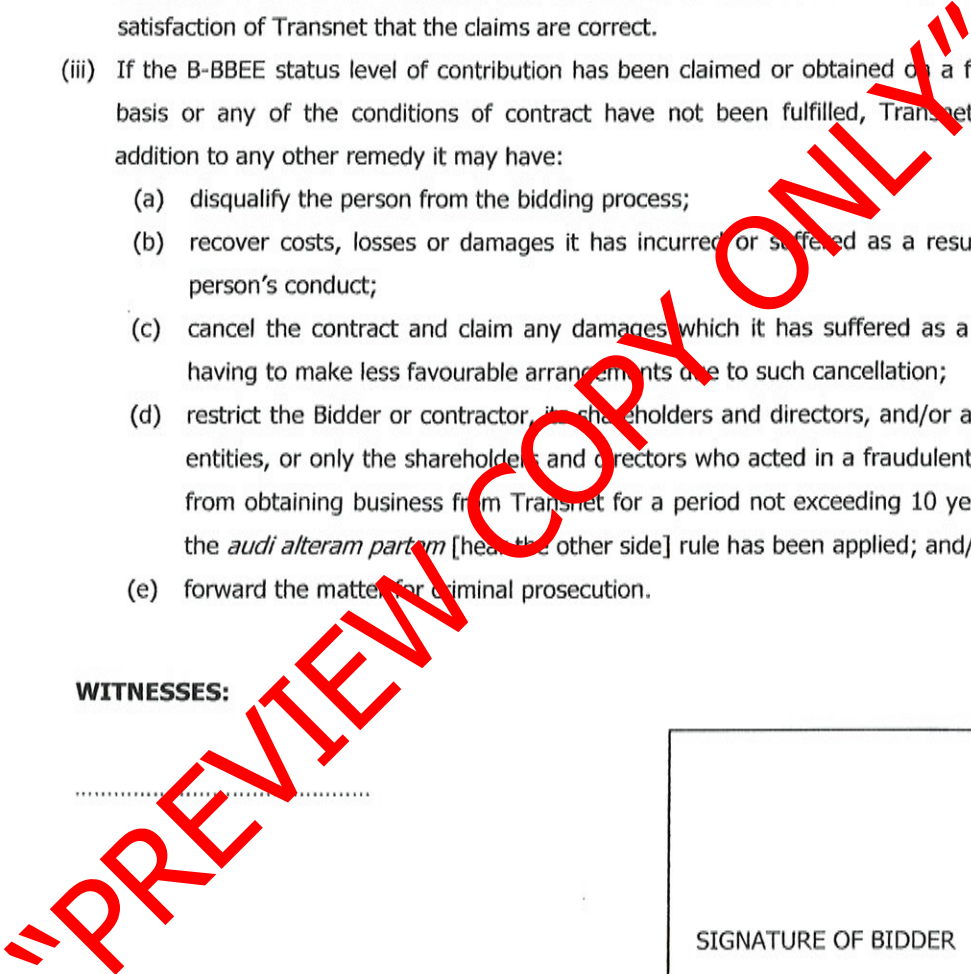 satisfaction of Transnet that the claims are correct.
(iii) If the B-BBEE status level of contribution has been claimed or obtained on a f
basis or any of the conditions of contract have not been fulfilled, Transnet
addition to any other remedy it may have:
(a) disqualify the person from the bidding process;
(b) recover costs, losses or damages it has incurred or suffered as a resu
person's conduct;
(c) cancel the contract and claim any damages which it has suffered as a
having to make less favourable arrangements due to such cancellation;
(d) restrict the Bidder or contractor, its shareholders and directors, and/or a
entities, or only the shareholders and directors who acted in a fraudulent
from obtaining business from Transnet for a period not exceeding 10 ye
the audi alteram partem [hear the other side] rule has been applied; and/
(e) forward the matter for criminal prosecution.
WITNESSES:
SIGNATURE OF BIDDER
"PREVIEW COPY ONLY"